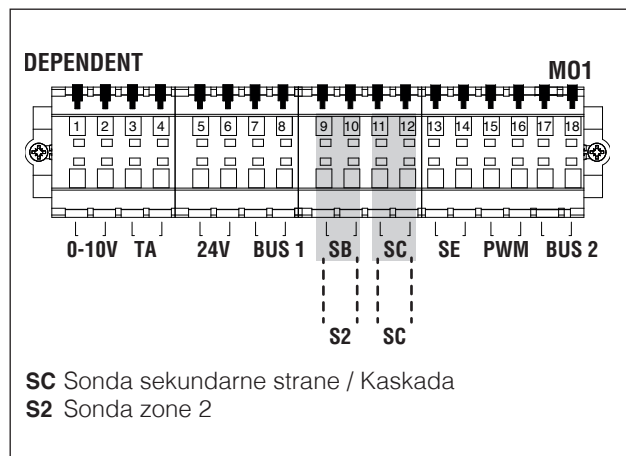 DEPENDENT
M01
1 2 3 4 5 6 7 8 9 10 11 12 13 14 15 16 17 18
0-10V TA 24V BUS 1 SB SC SE PWM BUS 2
S2 SC
SC Sonda sekundarne strane / Kaskada
S2 Sonda zone 2